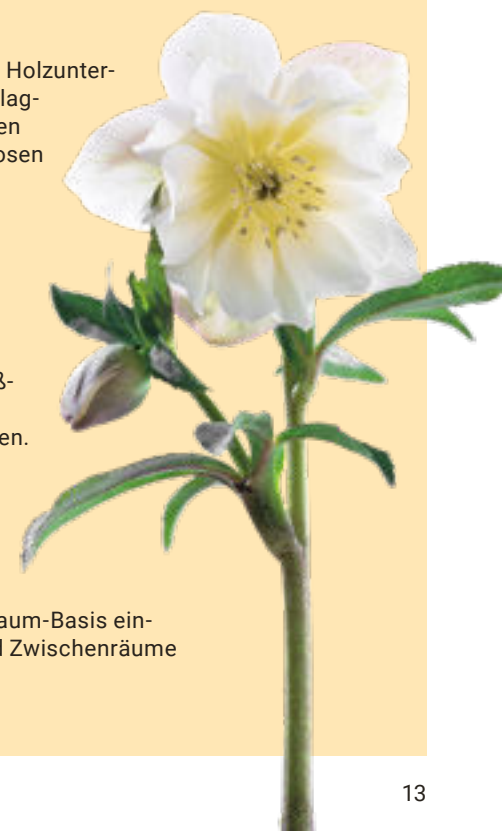 Holzunter-
lag-
en
osen
ß-
en.
aum-Basis ein-
l Zwischenräume
13